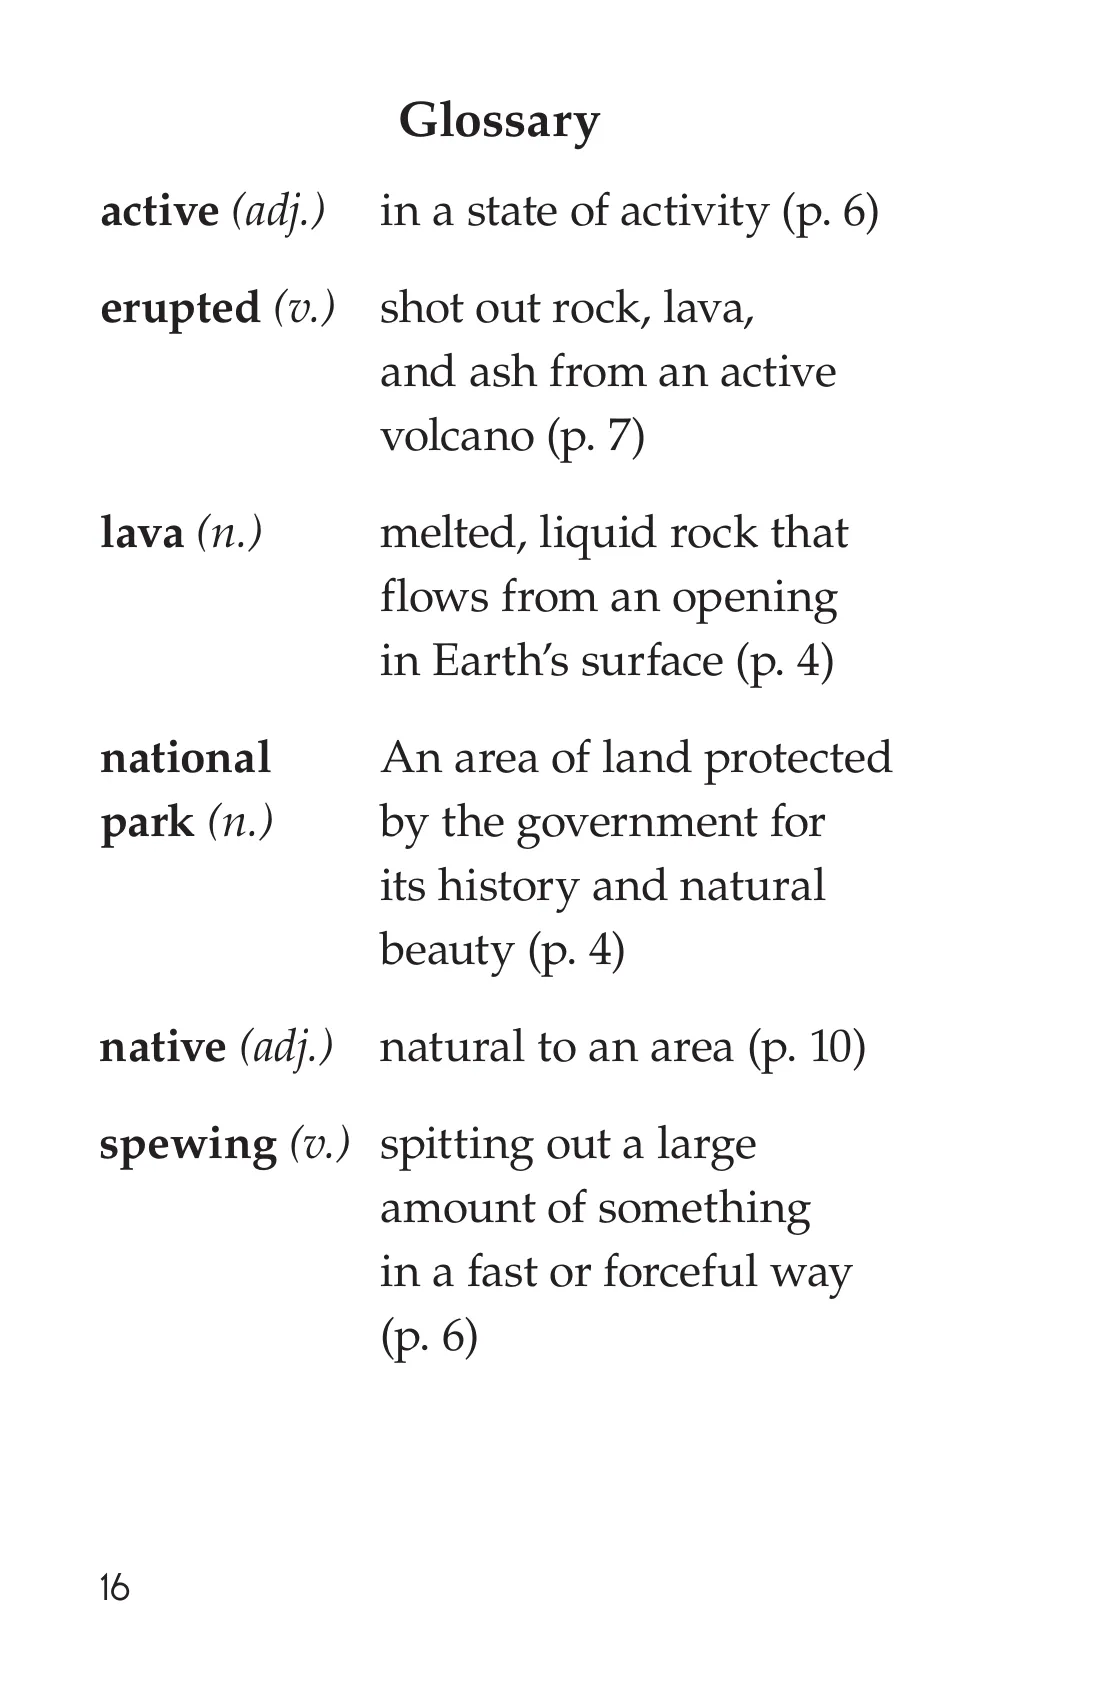 Glossary
active (adj.) in a state of activity (p. 6)
erupted (v.) shot out rock, lava,
and ash from an active
volcano (p. 7)
lava (n.) melted, liquid rock that
flows from an opening
in Earth’s surface (p. 4)
national An area of land protected
park (n.) by the government for
its history and natural
beauty (p. 4)
native (adj.) natural to an area (p. 10)
spewing (v.) spitting out a large
amount of something
in a fast or forceful way
(p. 6)
16